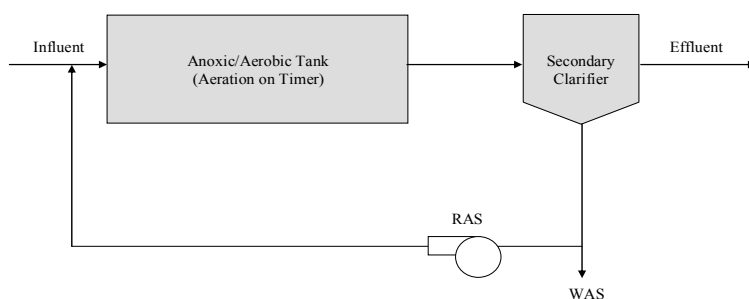 Influent
Anoxic/Aerobic Tank
(Aeration on Timer)
Secondary
Clarifier
Effluent
RAS
WAS